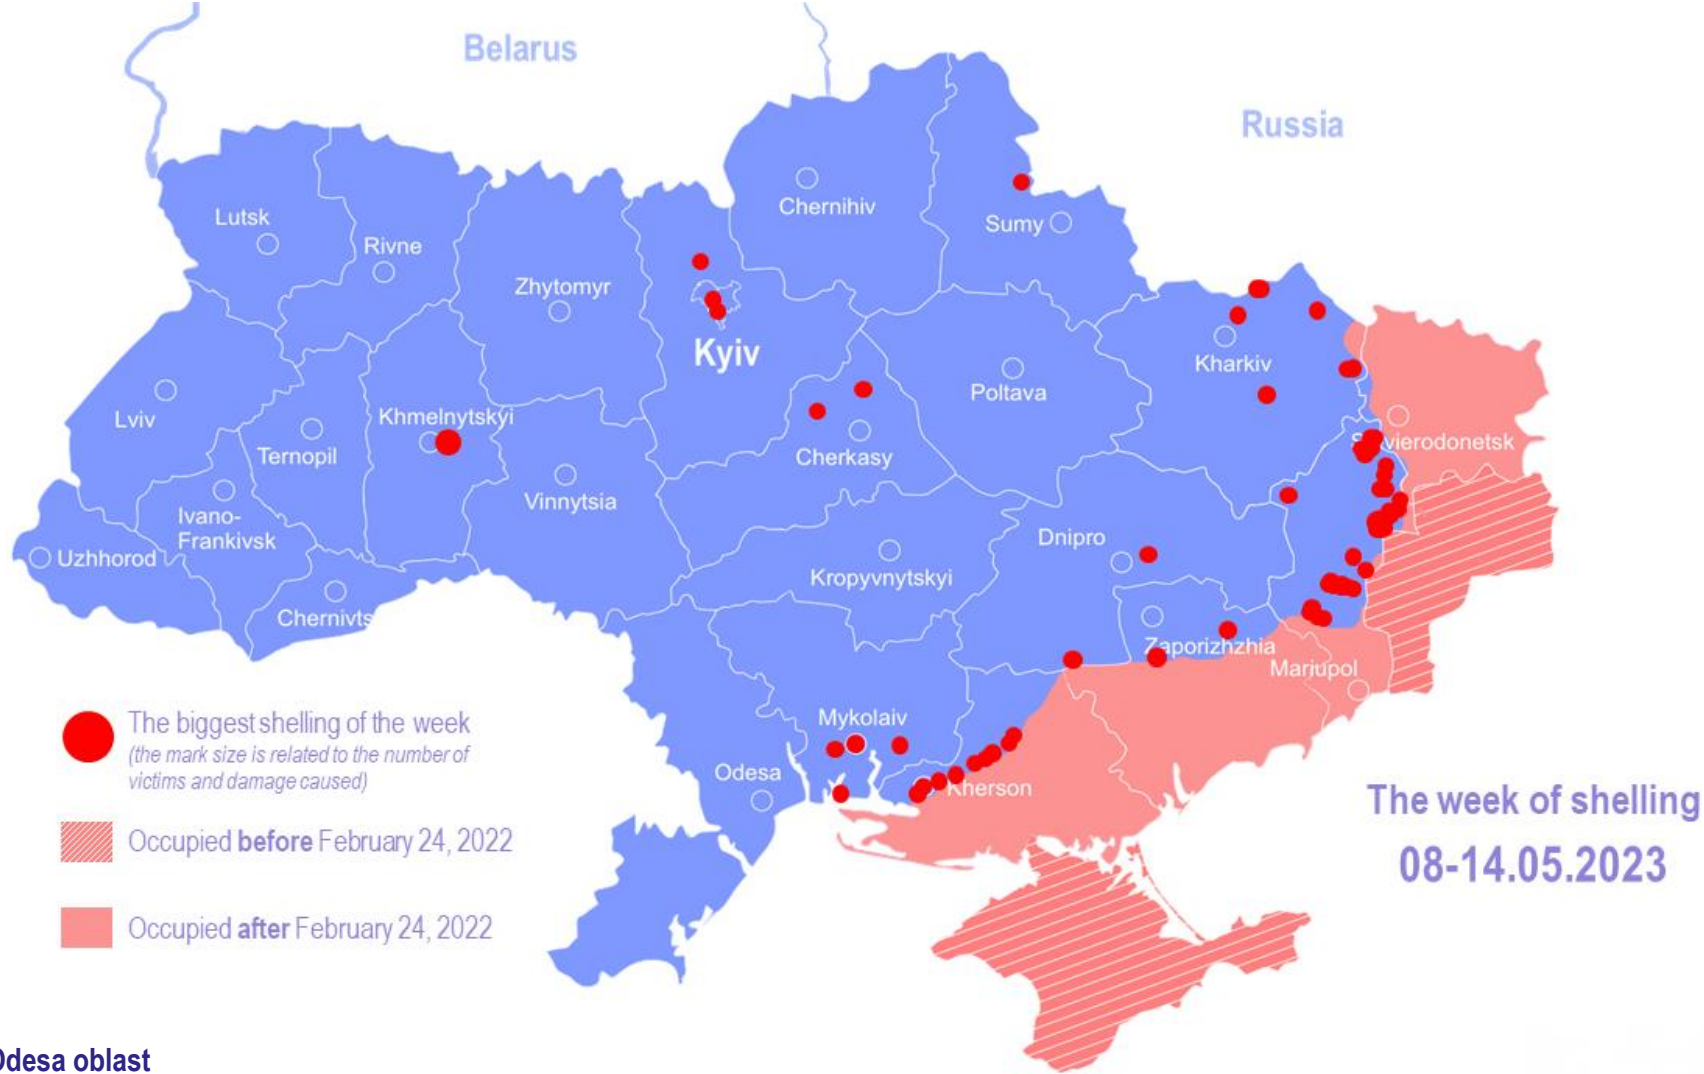 Belarus
Russia
Chernihiv
Lutsk
Sumy
Rivne
Zhytomyr
Kyiv
Kharkiv
Poltava
Lviv
Khmelnytskyi
Ternopil
Cherkasy
vierodonetsk
Vinnytsia
Ivano-
Frankivsk
Dnipro
Uzhhorod
Kropyvnytskyi
Chernivts
Zaporizhzhia
Mariupol
Mykolaiv
Odesa
Kherson
The biggest shelling of the week
(the mark size is related to the number of
victims and damage caused)
Occupied before February 24, 2022
Occupied after February 24, 2022
The week of shelling
08-14.05.2023
Odesa oblast